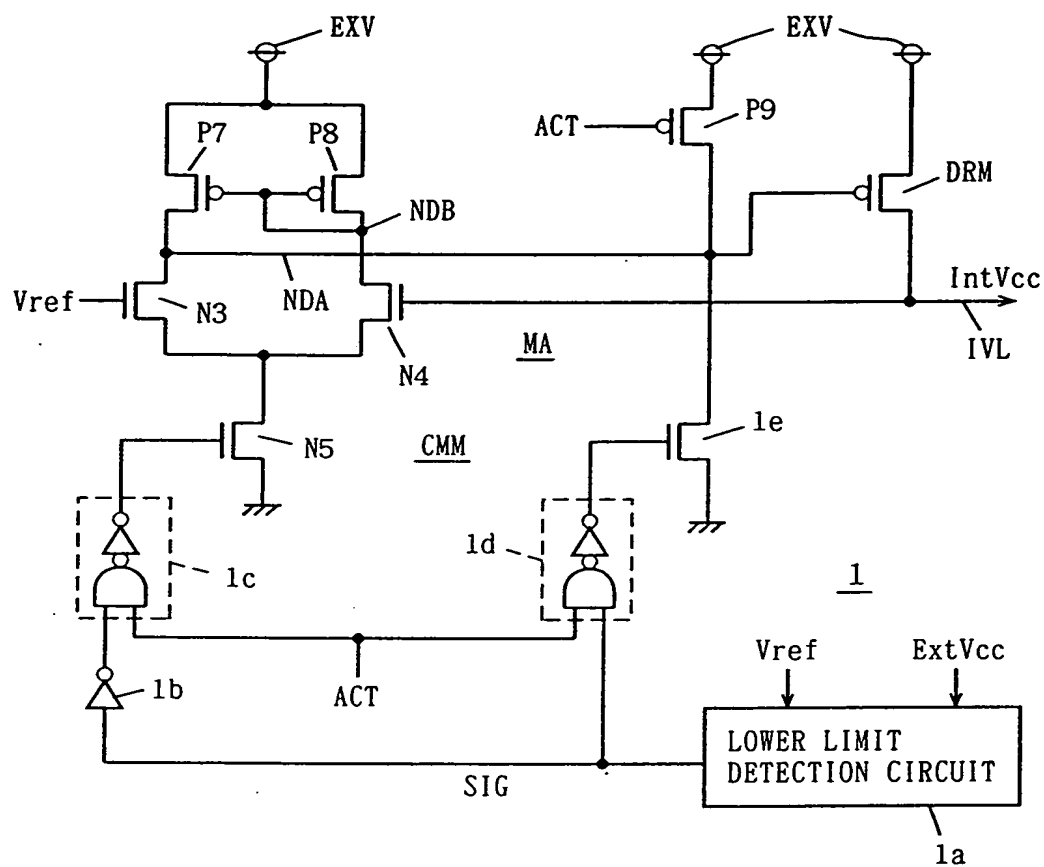 EXV
EXV
P7
P8
ACT
P9
DRM
NDB
Vref
N3
NDA
IntVcc
N4
MA
IVL
N5
CMM
1e
1c
1d
1
ACT
1b
Vref
ExtVcc
SIG
LOWER LIMIT
DETECTION CIRCUIT
1a